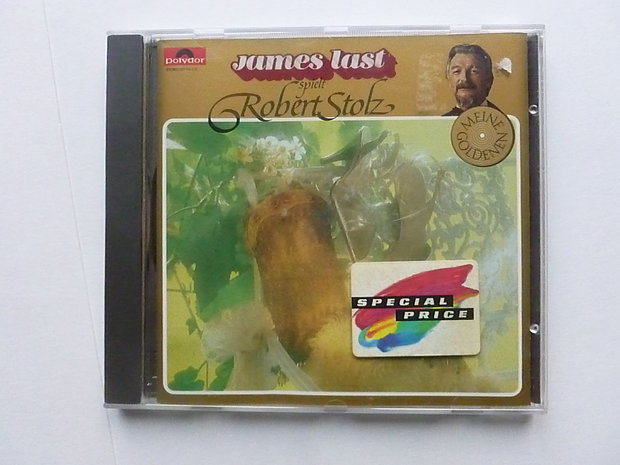 polydor
james last
spielt
Robert Stolz
MEINE
GOLDENEN
SPECIAL
PRICE